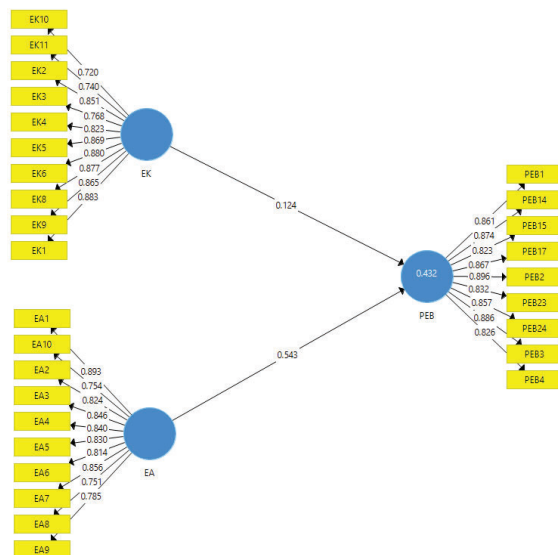 EK10
EK11
EK2
EK3
EK4
EK5
EK6
EK8
EK9
EK1
0.720
0.740
0.851
0.768
0.823
0.869
0.880
0.877
0.865
0.883
EK
0.124
EA1
EA10
EA2
EA3
EA4
EA5
EA6
EA7
EA8
EA9
0.893
0.754
0.824
0.846
0.840
0.830
0.814
0.856
0.751
0.785
EA
0.543
0.432
PEB
0.861
0.874
0.823
0.867
0.896
0.832
0.857
0.886
0.826
PEB1
PEB14
PEB15
PEB17
PEB2
PEB23
PEB24
PEB3
PEB4